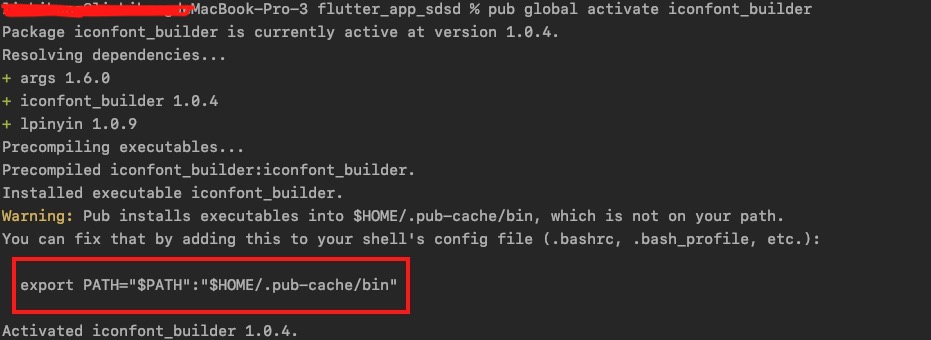 MacBook-Pro-3 flutter_app_sdsd % pub global activate iconfont_builder
Package iconfont_builder is currently active at version 1.0.4.
Resolving dependencies...
+ args 1.6.0
+ iconfont_builder 1.0.4
+ lpinyin 1.0.9
Precompiling executables...
Precompiled iconfont_builder:iconfont_builder.
Installed executable iconfont_builder.
Warning: Pub installs executables into $HOME/.pub-cache/bin, which is not on your path.
You can fix that by adding this to your shell's config file (.bashrc, .bash_profile, etc.):
export PATH="$PATH":"$HOME/.pub-cache/bin"
Activated iconfont_builder 1.0.4.